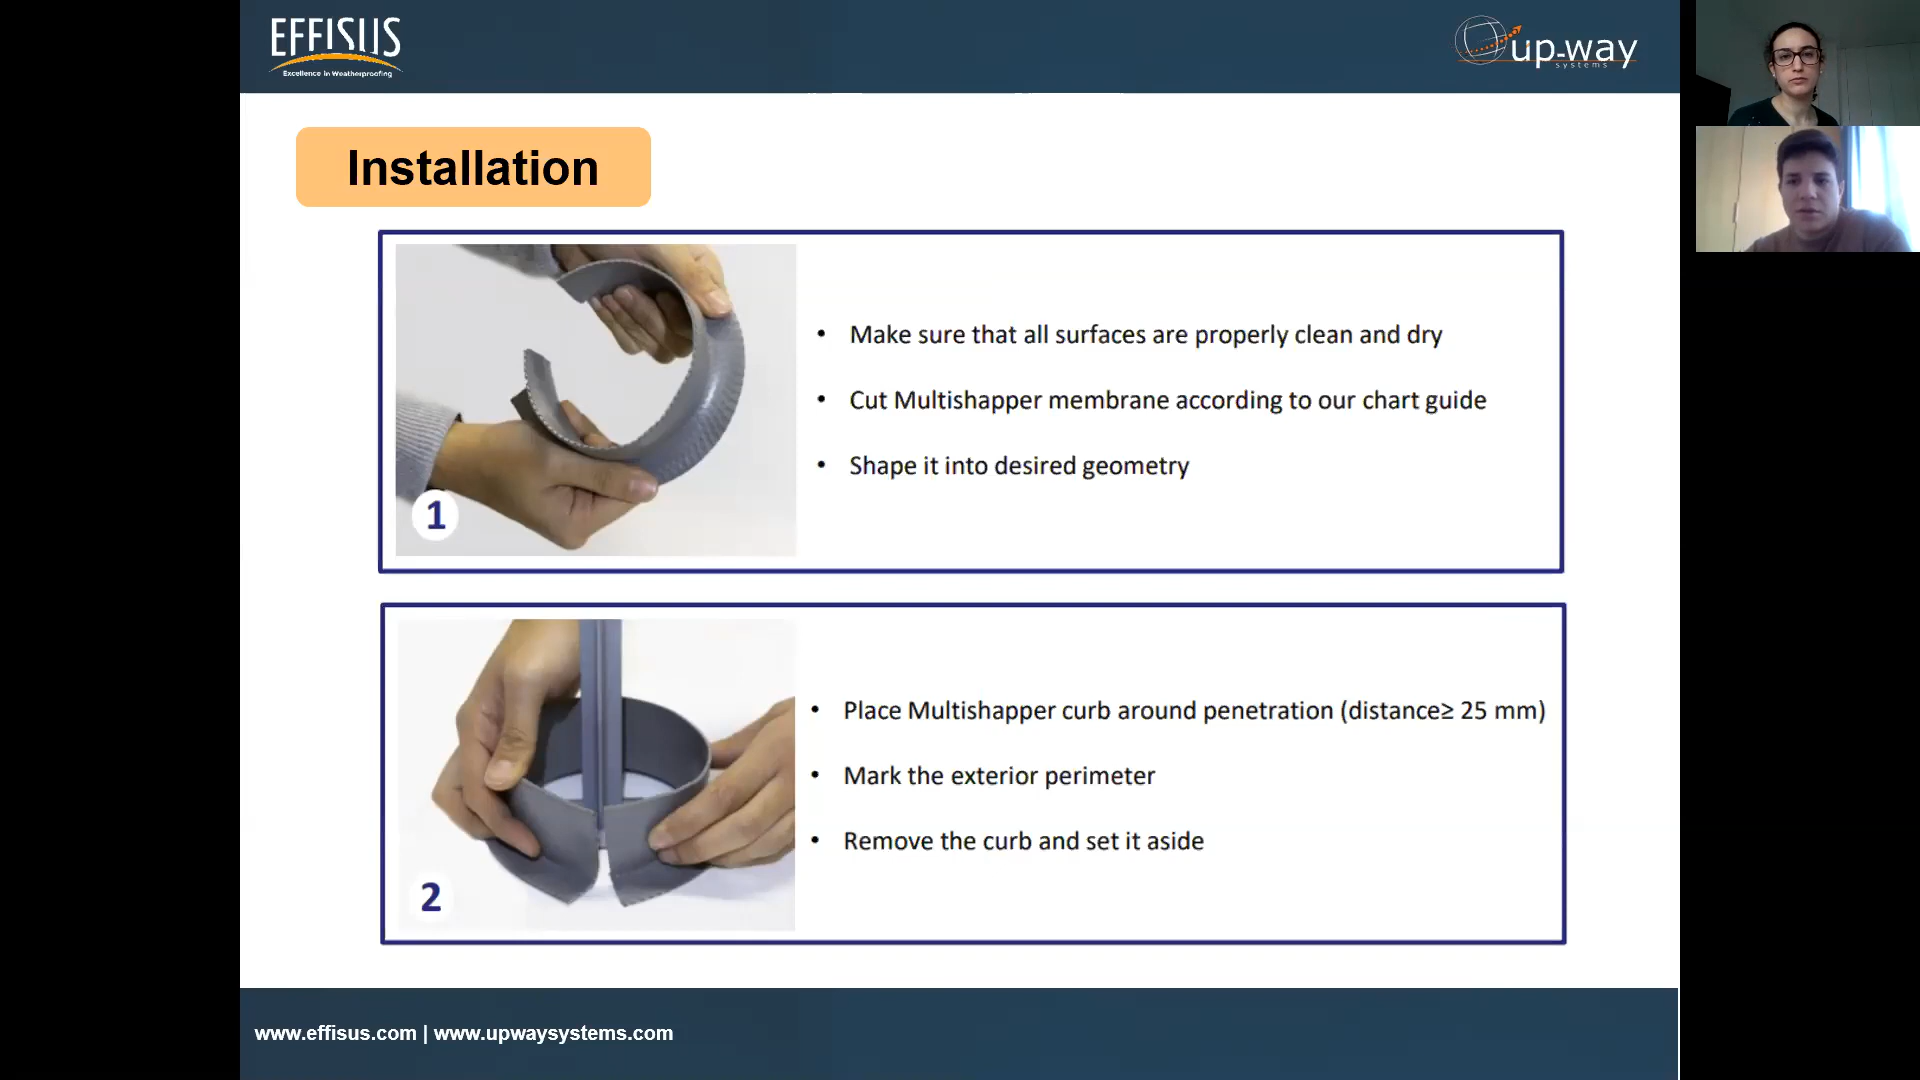 EFFISUS
Excellence in Weatherproofing
up-way
systems
Installation
• Make sure that all surfaces are properly clean and dry
• Cut Multishapper membrane according to our chart guide
• Shape it into desired geometry
1
• Place Multishapper curb around penetration (distance≥ 25 mm)
• Mark the exterior perimeter
• Remove the curb and set it aside
2
www.effisus.com | www.upwaysystems.com